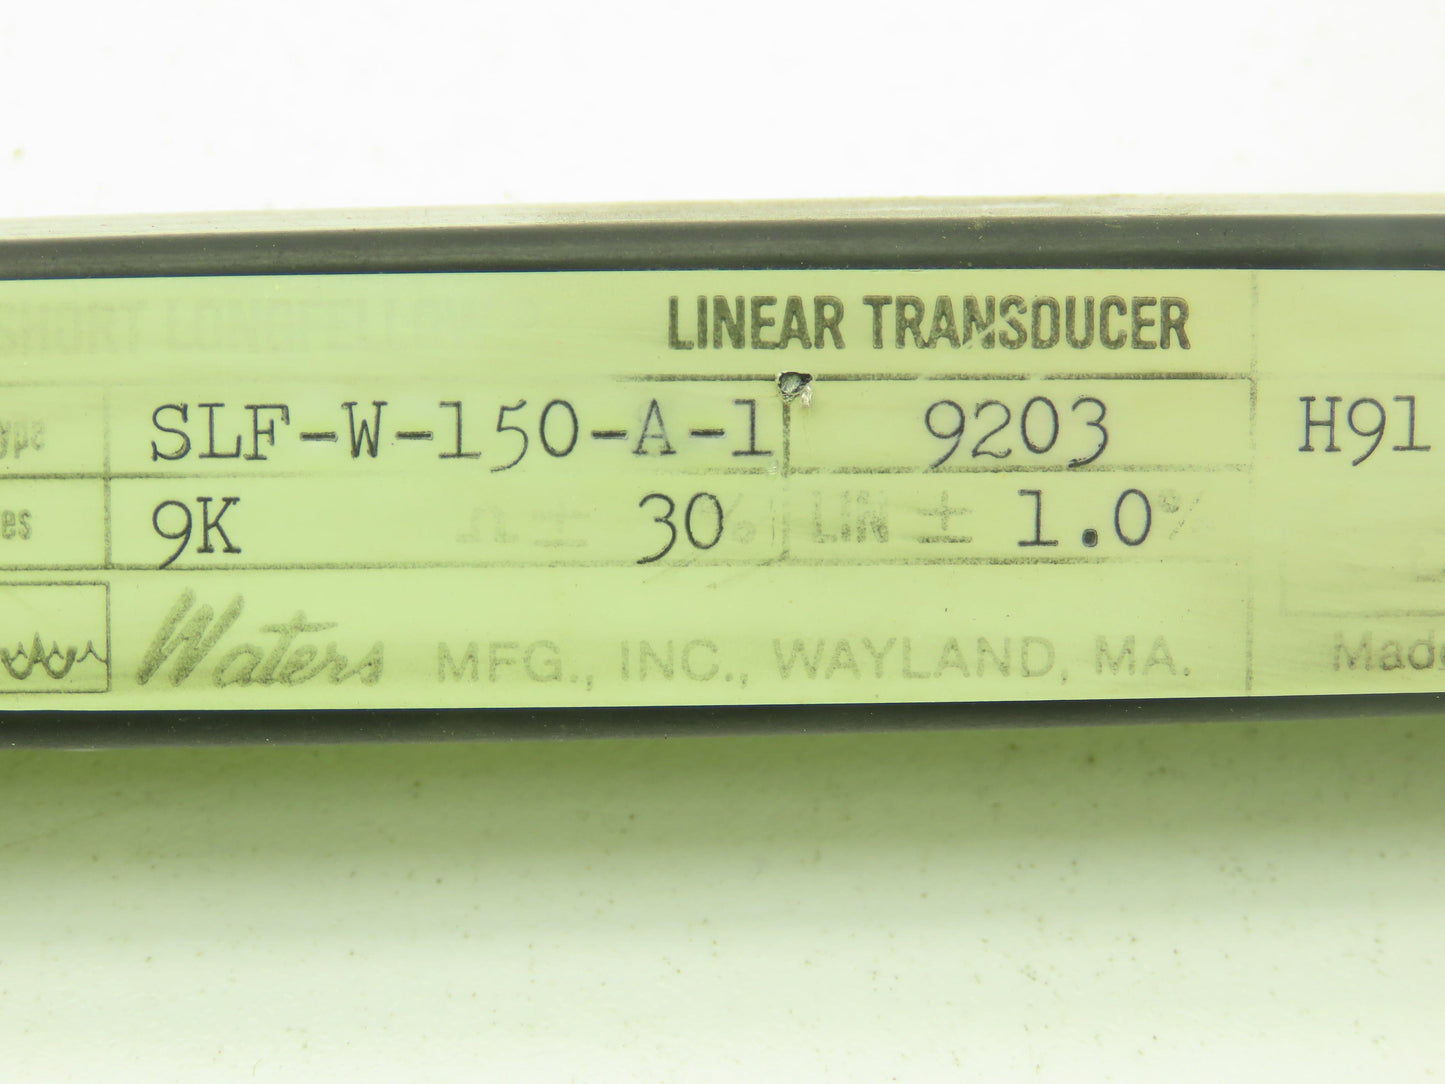 SHORT LONGFELLOW LINEAR TRANSDUCER
SLF-W-150-A-1 9203 H91
9K Ω ± 30 % LIN ± 1.0 %
Waters MFG., INC., WAYLAND, MA.